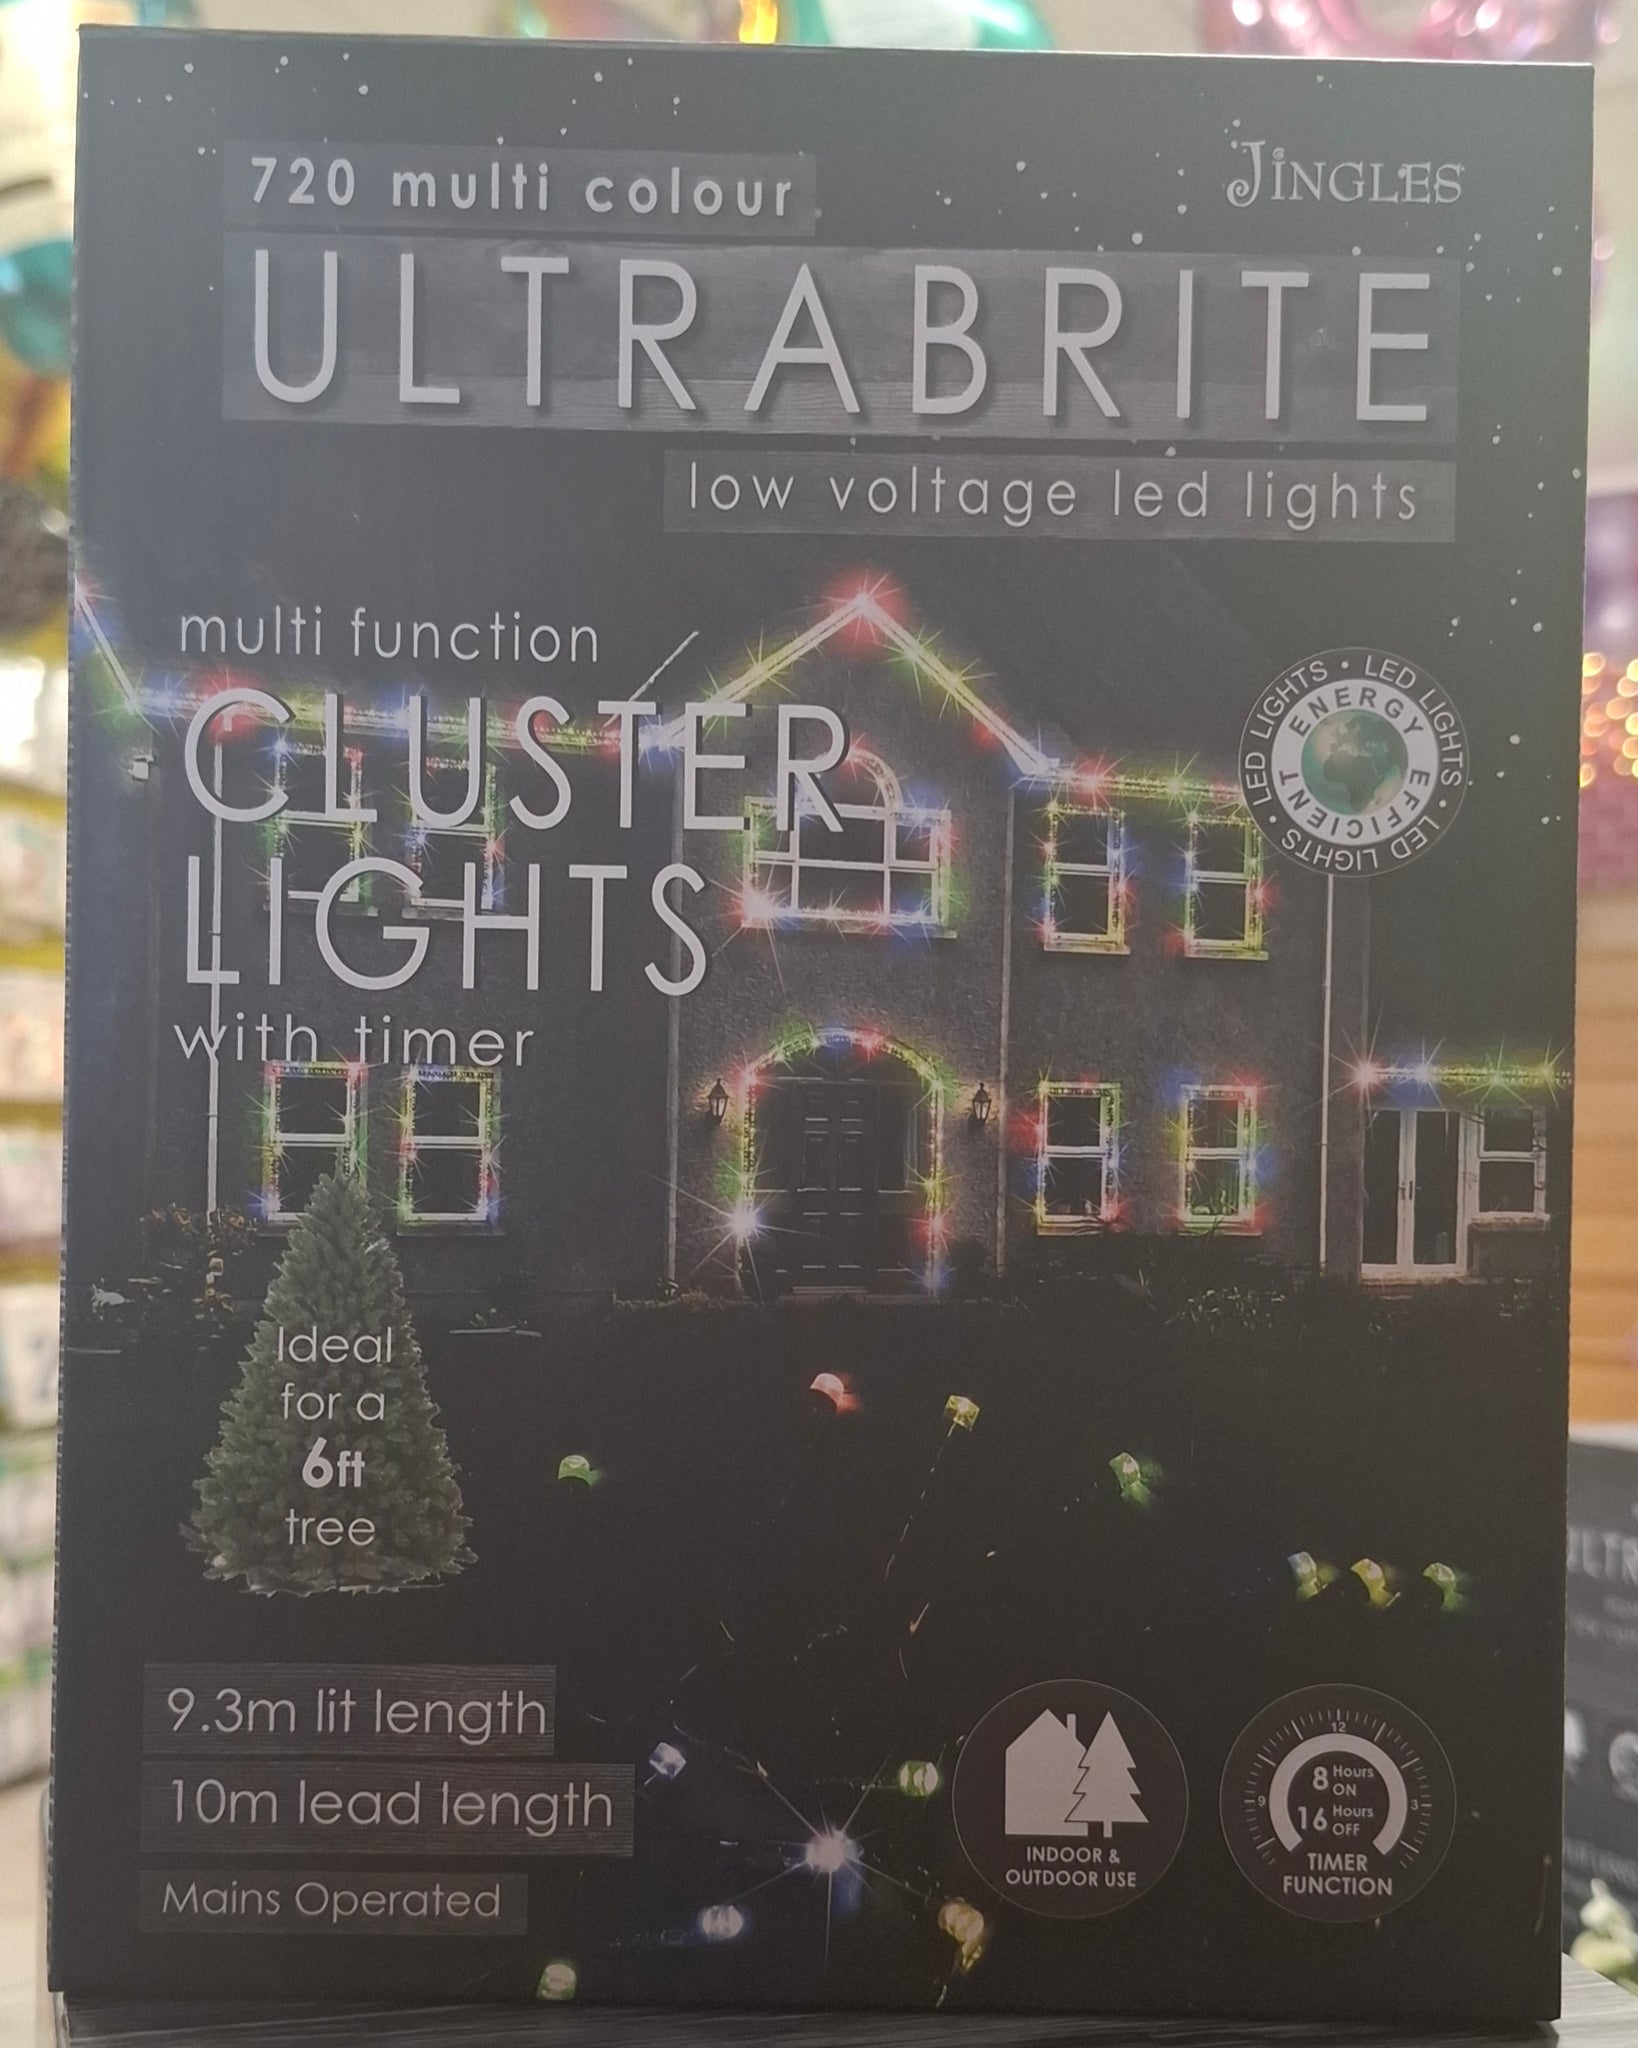 720 multi colour
JINGLES
ULTRABRITE
low voltage led lights
multi function
CLUSTER
LIGHTS
with timer
LED LIGHTS • LED LIGHTS • LED LIGHTS •
ENERGY EFFICIENT
Ideal
for a
6ft
tree
9.3m lit length
10m lead length
Mains Operated
INDOOR &
OUTDOOR USE
12
9
3
8 Hours
ON
16 Hours
OFF
TIMER
FUNCTION